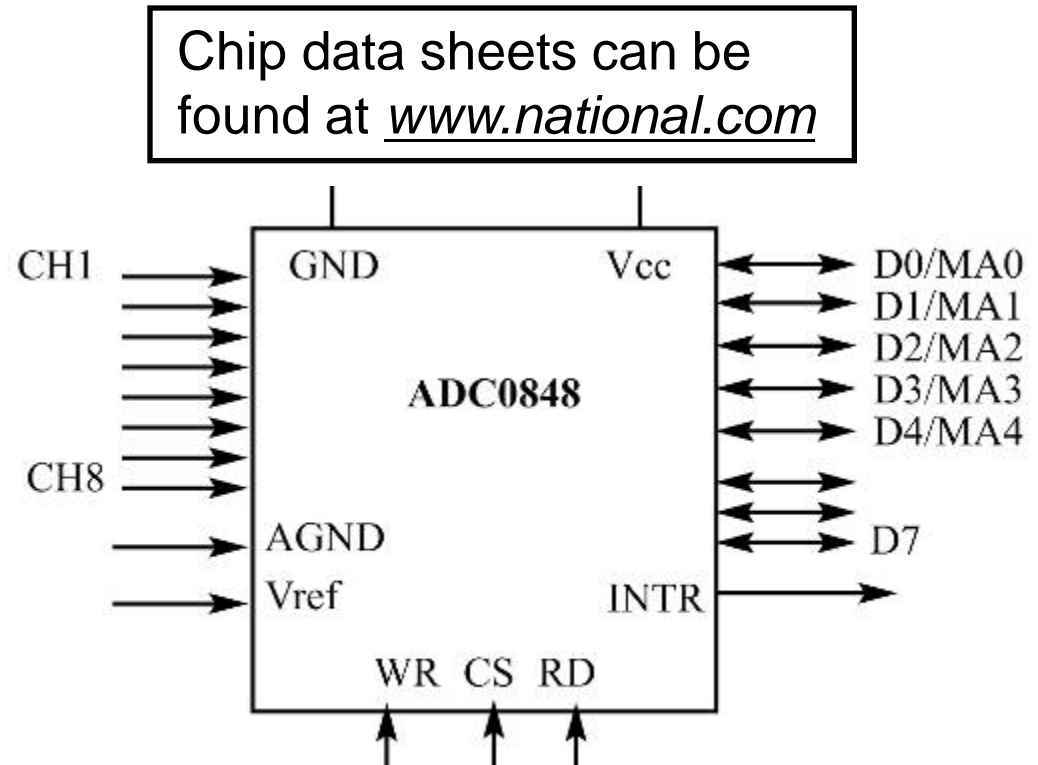 Chip data sheets can be
found at www.national.com
GND Vcc
CH1
D0/MA0
D1/MA1
D2/MA2
ADC0848
D3/MA3
D4/MA4
CH8
AGND
D7
Vref
INTR
WR CS RD